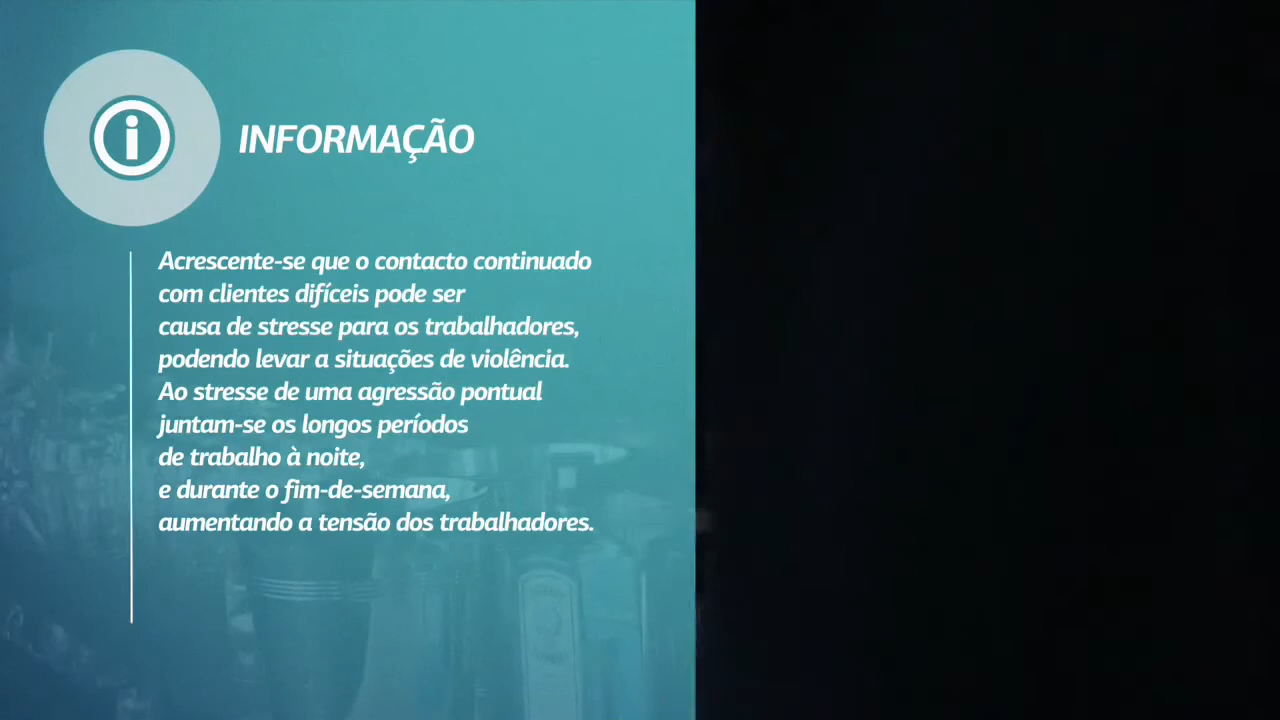 INFORMAÇÃO
Acrescente-se que o contacto continuado
com clientes difíceis pode ser
causa de stresse para os trabalhadores,
podendo levar a situações de violência.
Ao stresse de uma agressão pontual
juntam-se os longos períodos
de trabalho à noite,
e durante o fim-de-semana,
aumentando a tensão dos trabalhadores.